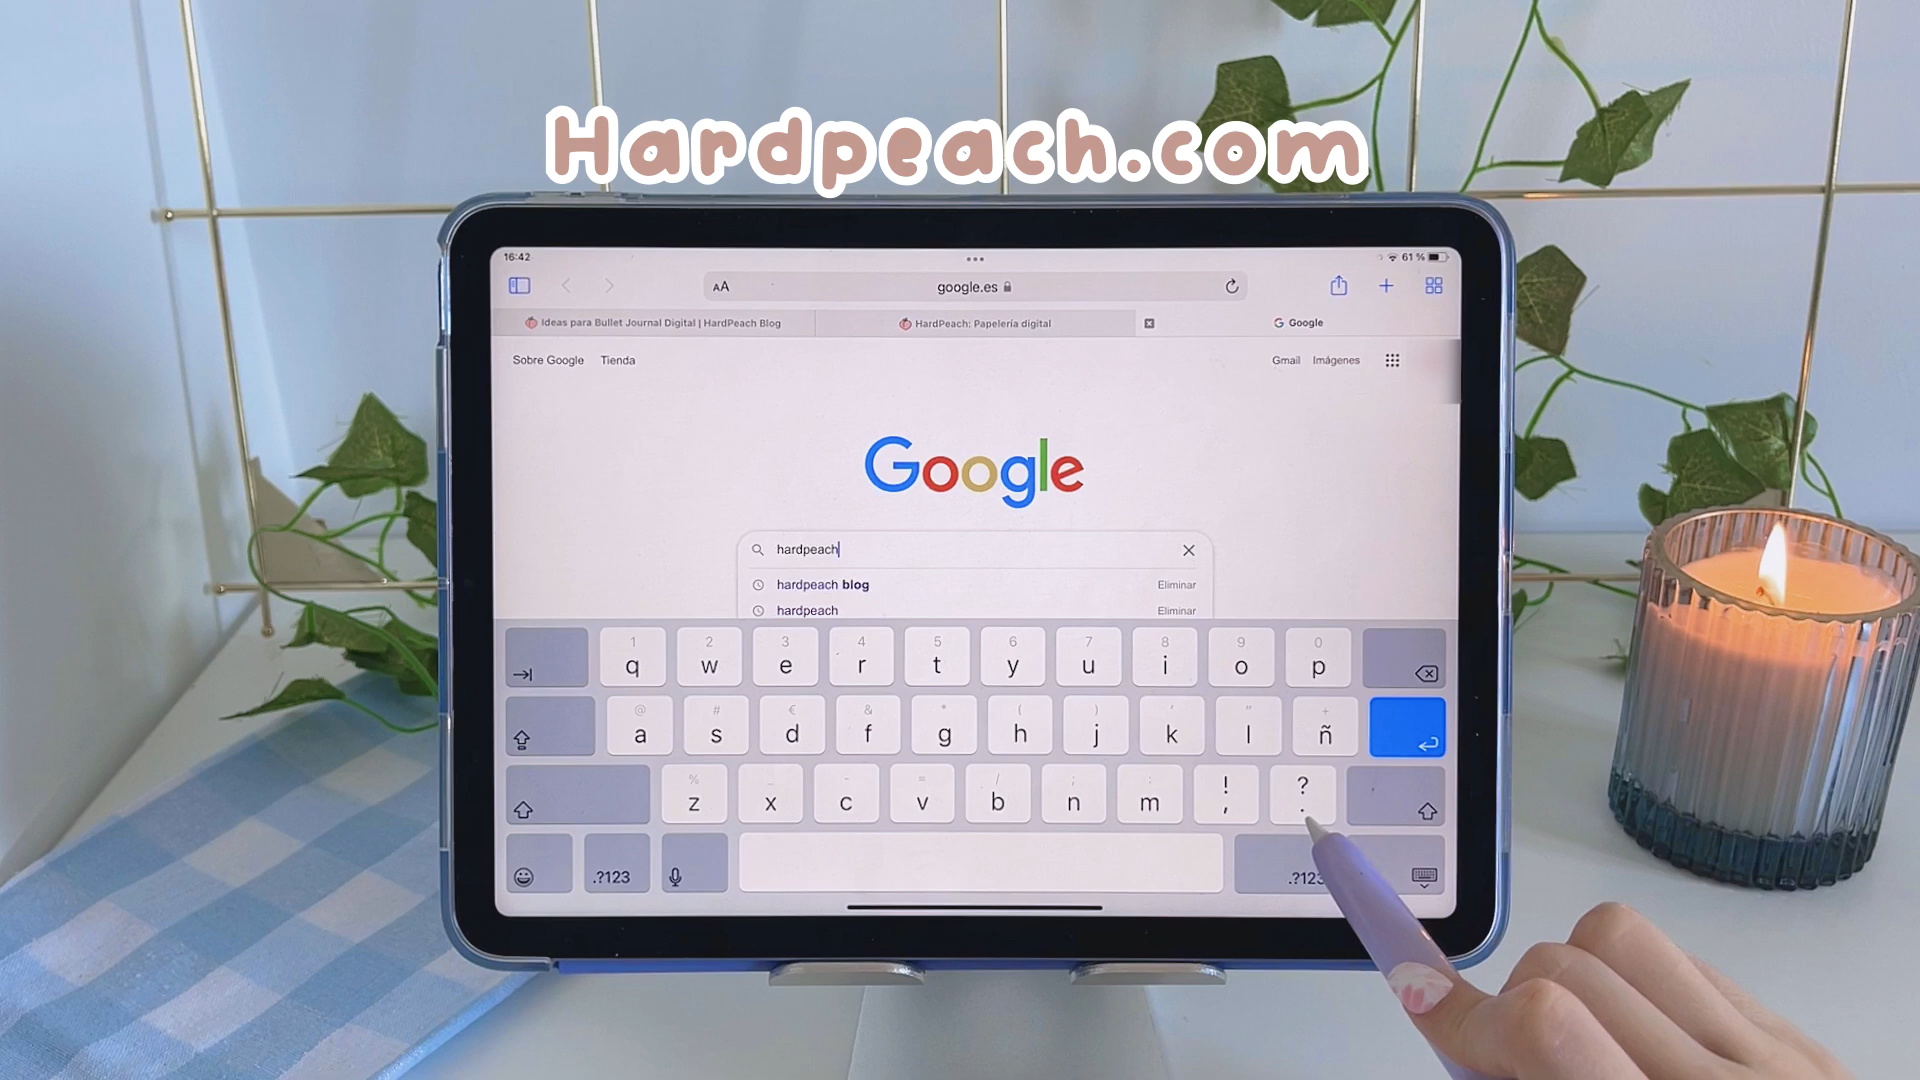 Hardpeach.com
16:42
61 %
AA
google.es
Ideas para Bullet Journal Digital | HardPeach Blog
HardPeach: Papelería digital
Google
Sobre Google
Tienda
Gmail
Imágenes
Google
hardpeach
hardpeach blog
Eliminar
hardpeach
Eliminar
1 2 3 4 5 6 7 8 9 0
q w e r t y u i o p
@ # € & * ( ) ' " +
a s d f g h j k l ñ
% - = / ; : ! ?
z x c v b n m , .
.?123
.?123